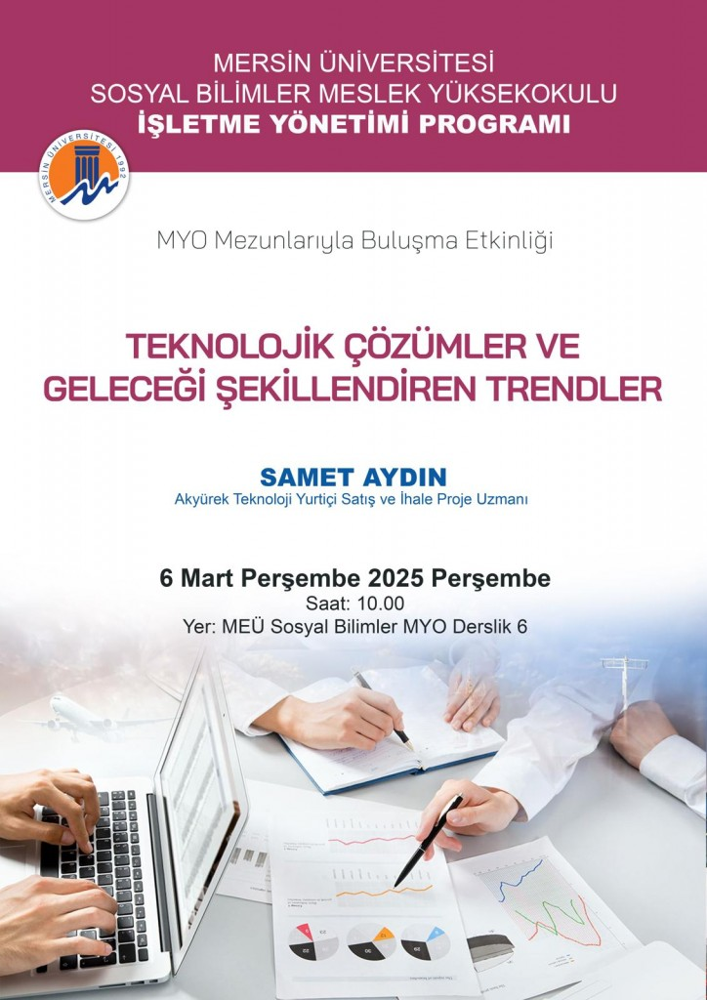 MERSİN ÜNİVERSİTESİ
SOSYAL BİLİMLER MESLEK YÜKSEKOKULU
İŞLETME YÖNETİMİ PROGRAMI
MERSİN ÜNİVERSİTESİ 1992
MYO Mezunlarıyla Buluşma Etkinliği
TEKNOLOJİK ÇÖZÜMLER VE
GELECEĞİ ŞEKİLLENDİREN TRENDLER
SAMET AYDIN
Akyürek Teknoloji Yurtiçi Satış ve İhale Proje Uzmanı
6 Mart Perşembe 2025 Perşembe
Saat: 10.00
Yer: MEÜ Sosyal Bilimler MYO Derslik 6